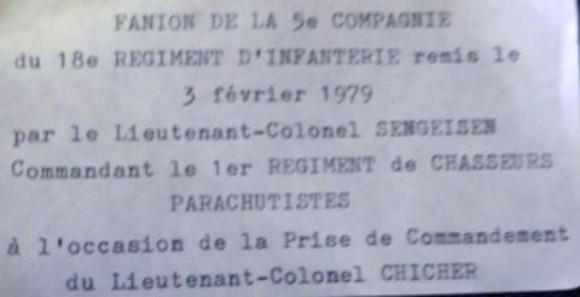 FANION DE LA 5e COMPAGNIE
du 18e REGIMENT D'INFANTERIE remis le
3 février 1979
par le Lieutenant-Colonel SENGEISEN
Commandant le 1er REGIMENT de CHASSEURS
PARACHUTISTES
à l'occasion de la Prise de Commandement
du Lieutenant-Colonel CHICHER